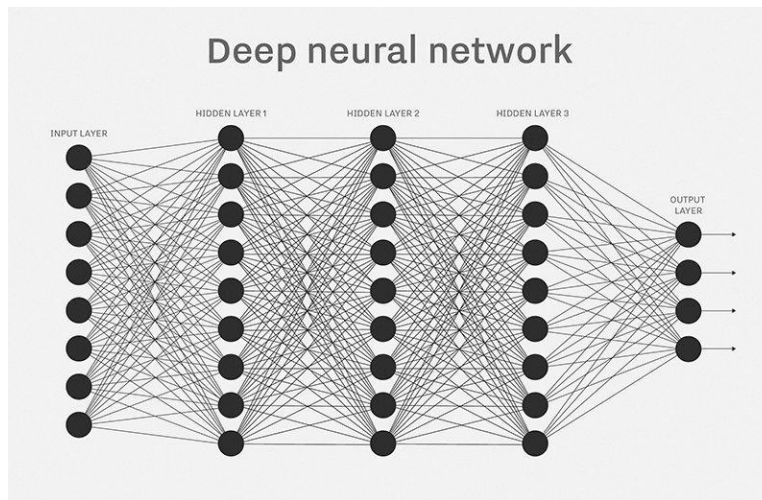 Deep neural network
HIDDEN LAYER 1
HIDDEN LAYER 2
HIDDEN LAYER 3
INPUT LAYER
OUTPUT
LAYER